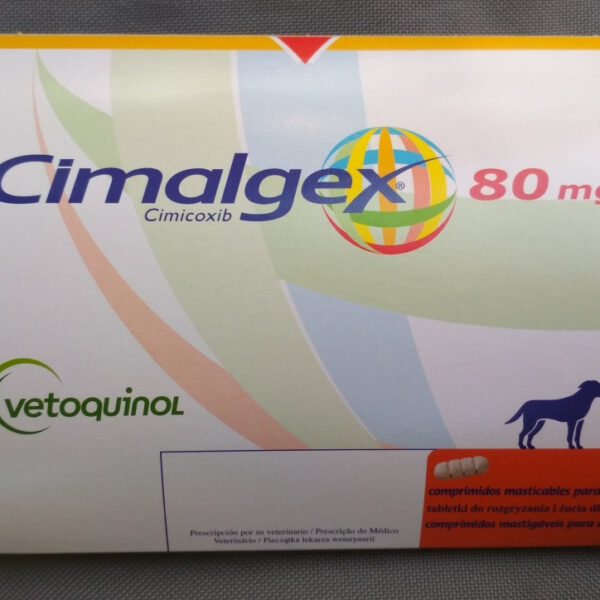 Cimalgex® 80 mg
Cimicoxib
vetoquinol
comprimidos masticables para
tabletki do rozgryzania i żucia dl
comprimidos mastigáveis para
Prescripción por su veterinario / Prescrição do Médico
Veterinário / Pieczątka lekarza weterynarii